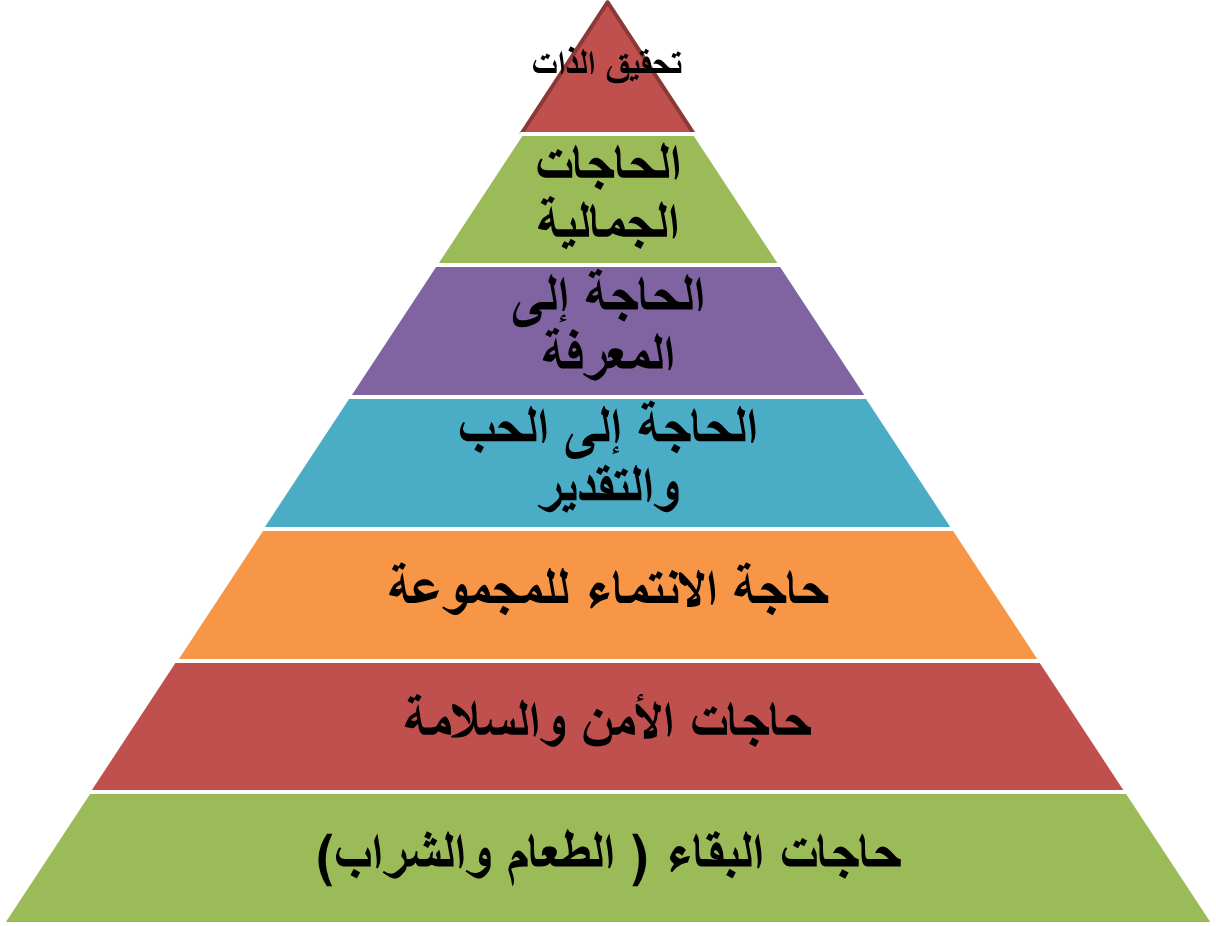 تحقيق الذات
الحاجات
الجمالية
الحاجة إلى
المعرفة
الحاجة إلى الحب
والتقدير
حاجة الانتماء للمجموعة
حاجات الأمن والسلامة
حاجات البقاء ( الطعام والشراب)